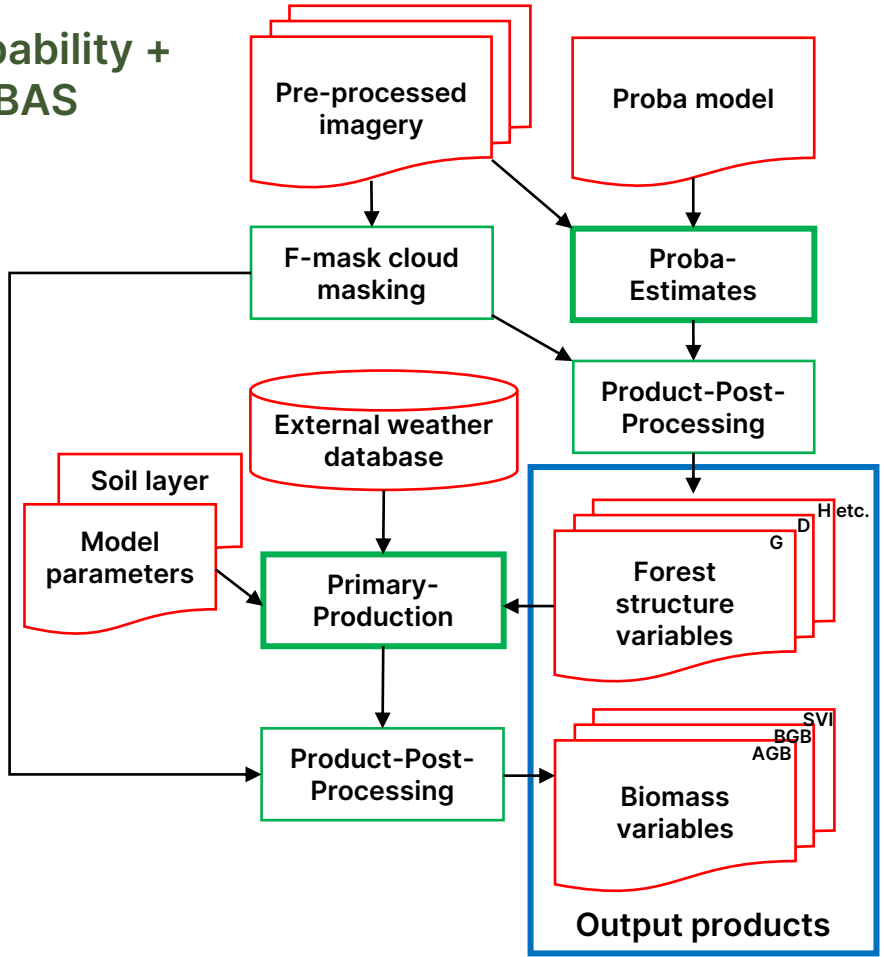 bability +
BAS
Pre-processed
imagery
Proba model
F-mask cloud
masking
Proba-
Estimates
Product-Post-
Processing
External weather
database
Soil layer
Model
parameters
Primary-
Production
H etc.
D
G
Forest
structure
variables
Product-Post-
Processing
SVI
BGB
AGB
Biomass
variables
Output products